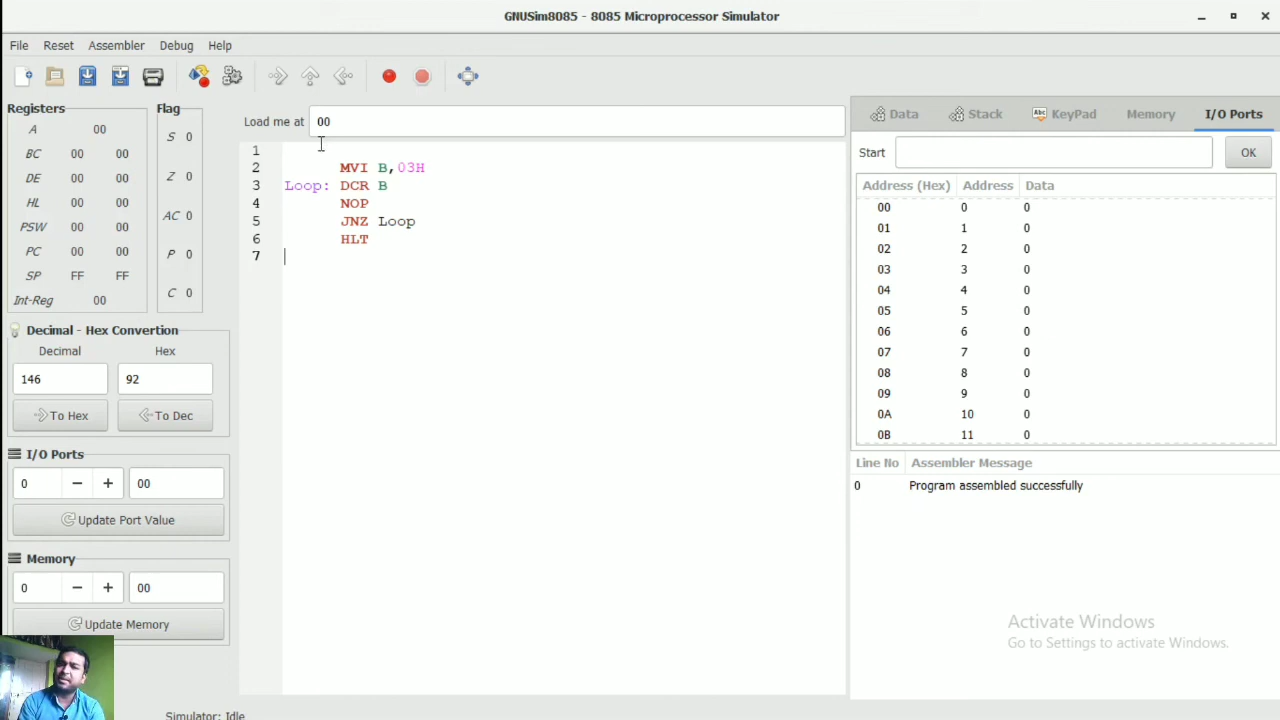 GNUSim8085 - 8085 Microprocessor Simulator
File Reset Assembler Debug Help
Registers
A 00
BC 00 00
DE 00 00
HL 00 00
PSW 00 00
PC 00 00
SP FF FF
Int-Reg 00
Flag
S 0
Z 0
AC 0
P 0
C 0
Decimal - Hex Convertion
Decimal Hex
146 92
To Hex To Dec
I/O Ports
0 − + 00
Update Port Value
Memory
0 − + 00
Update Memory
Load me at 00
1
2 MVI B,03H
3 Loop: DCR B
4 NOP
5 JNZ Loop
6 HLT
7
Data Stack Abc KeyPad Memory I/O Ports
Start OK
Address (Hex) Address Data
00 0 0
01 1 0
02 2 0
03 3 0
04 4 0
05 5 0
06 6 0
07 7 0
08 8 0
09 9 0
0A 10 0
0B 11 0
Line No Assembler Message
0 Program assembled successfully
Activate Windows
Go to Settings to activate Windows.
Simulator: Idle